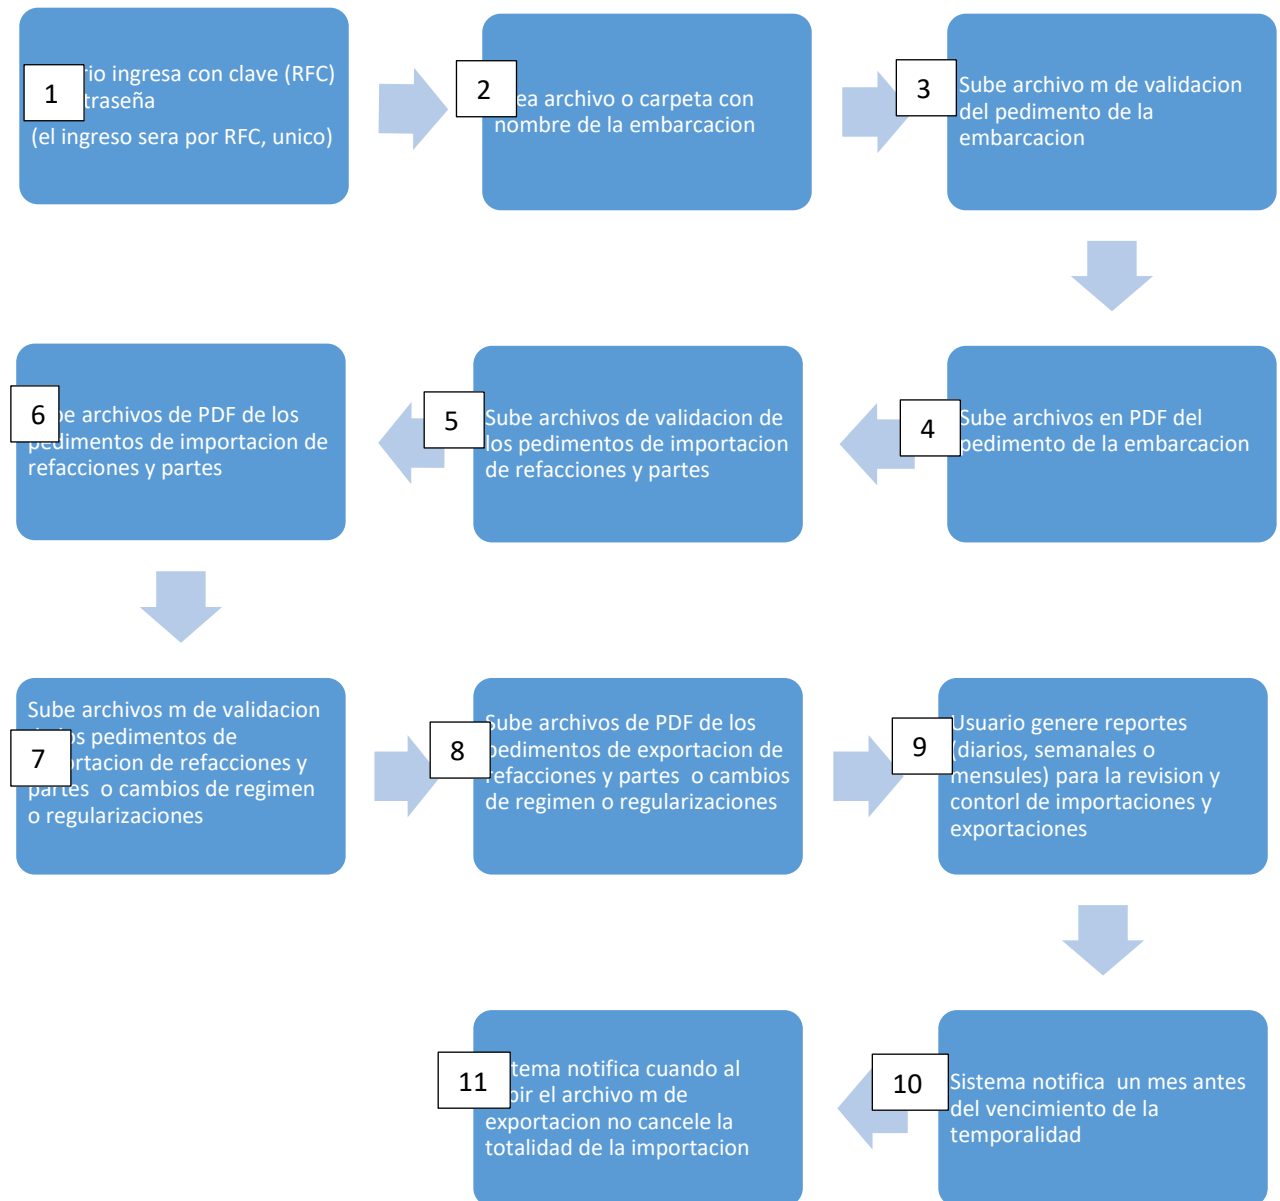 1
rio ingresa con clave (RFC)
traseña
(el ingreso sera por RFC, unico)
2
ea archivo o carpeta con
nombre de la embarcacion
3
Sube archivo m de validacion
del pedimento de la
embarcacion
6
be archivos de PDF de los
pedimentos de importacion de
refacciones y partes
5
Sube archivos de validacion de
los pedimentos de importacion
de refacciones y partes
4
Sube archivos en PDF del
pedimento de la embarcacion
7
Sube archivos m de validacion
de los pedimentos de
ortacion de refacciones y
partes o cambios de regimen
o regularizaciones
8
Sube archivos de PDF de los
pedimentos de exportacion de
refacciones y partes o cambios
de regimen o regularizaciones
9
Usuario genere reportes
(diarios, semanales o
mensules) para la revision y
contorl de importaciones y
exportaciones
11
tema notifica cuando al
bir el archivo m de
exportacion no cancele la
totalidad de la importacion
10
Sistema notifica un mes antes
del vencimiento de la
temporalidad